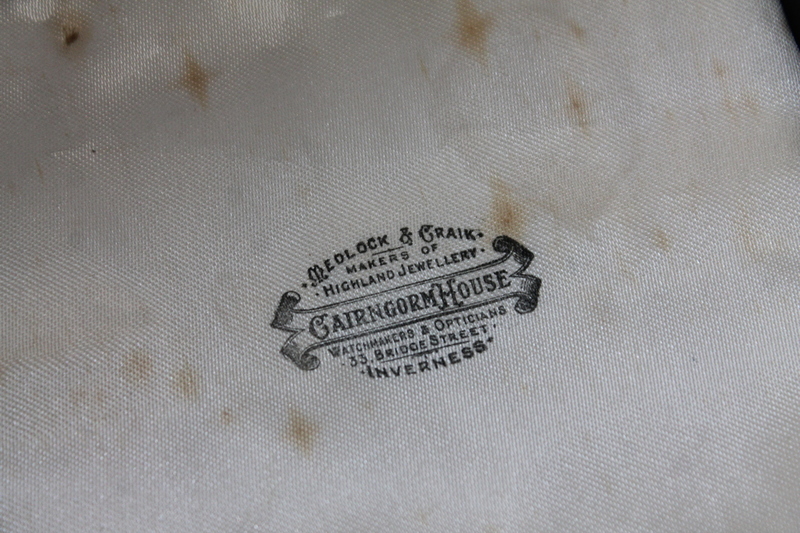 MEDLOCK & CRAIK
MAKERS OF
HIGHLAND JEWELLERY.
CAIRNGORM HOUSE
WATCHMAKERS & OPTICIANS
33, BRIDGE STREET,
INVERNESS